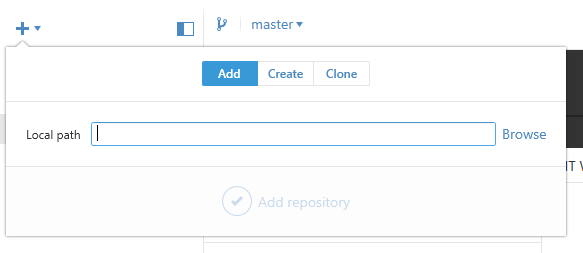 master
Add Create Clone
Local path Browse
Add repository